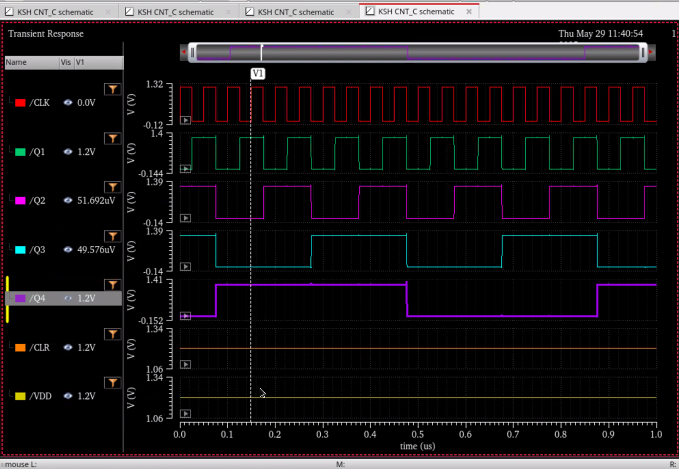 KSH CNT_C schematic KSH CNT_C schematic KSH CNT_C schematic KSH CNT_C schematic
Transient Response Thu May 29 11:40:54 1
Name Vis V1
V1
/CLK 0.0V V (V) 1.32 -0.12
/Q1 1.2V V (V) 1.4 -0.144
/Q2 51.692uV V (V) 1.39 -0.14
/Q3 49.576uV V (V) 1.39 -0.14
/Q4 1.2V V (V) 1.41 -0.152
/CLR 1.2V V (V) 1.34 1.06
/VDD 1.2V V (V) 1.34 1.06
0.0 0.1 0.2 0.3 0.4 0.5 0.6 0.7 0.8 0.9 1.0
time (us)
mouse L: M: R: